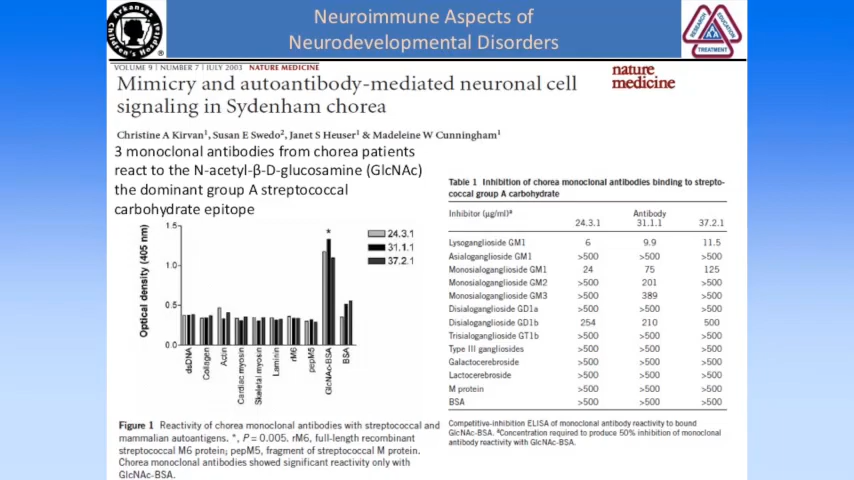 Arkansas
Children's Hospital
®
Neuroimmune Aspects of
Neurodevelopmental Disorders
RESEARCH
EDUCATION
TREATMENT
VOLUME 9 | NUMBER 7 | JULY 2003 NATURE MEDICINE
nature
medicine
Mimicry and autoantibody-mediated neuronal cell
signaling in Sydenham chorea
Christine A Kirvan1, Susan E Swedo2, Janet S Heuser1 & Madeleine W Cunningham1
3 monoclonal antibodies from chorea patients
react to the N-acetyl-β-D-glucosamine (GlcNAc)
the dominant group A streptococcal
carbohydrate epitope
Optical density (405 nm)
1.5
1.0
0.5
0.0
*
24.3.1
31.1.1
37.2.1
dsDNA
Collagen
Actin
Cardiac myosin
Skeletal myosin
Laminin
rM6
pepM5
GlcNAc-BSA
BSA
Figure 1 Reactivity of chorea monoclonal antibodies with streptococcal and
mammalian autoantigens. *, P = 0.005. rM6, full-length recombinant
streptococcal M6 protein; pepM5, fragment of streptococcal M protein.
Chorea monoclonal antibodies showed significant reactivity only with
GlcNAc-BSA.
Table 1 Inhibition of chorea monoclonal antibodies binding to strepto-
coccal group A carbohydrate
Inhibitor (μg/ml)a Antibody
24.3.1 31.1.1 37.2.1
Lysoganglioside GM1 6 9.9 11.5
Asialoganglioside GM1 >500 >500 >500
Monosialoganglioside GM1 24 75 125
Monosialoganglioside GM2 >500 201 >500
Monosialoganglioside GM3 >500 389 >500
Disialoganglioside GD1a >500 >500 >500
Disialoganglioside GD1b 254 210 500
Trisialoganglioside GT1b >500 >500 >500
Type III gangliosides >500 >500 >500
Galactocerebroside >500 >500 >500
Lactocerebroside >500 >500 >500
M protein >500 >500 >500
BSA >500 >500 >500
Competitive-inhibition ELISA of monoclonal antibody reactivity to bound
GlcNAc-BSA. aConcentration required to produce 50% inhibition of monoclonal
antibody reactivity with GlcNAc-BSA.